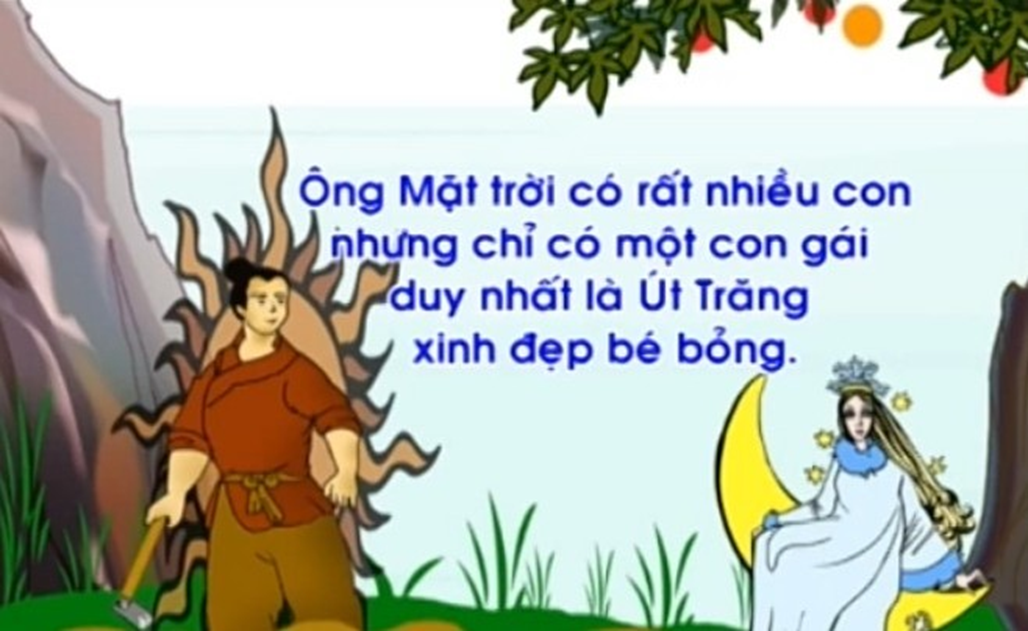 Ông Mặt trời có rất nhiều con
nhưng chỉ có một con gái
duy nhất là Út Trăng
xinh đẹp bé bỏng.